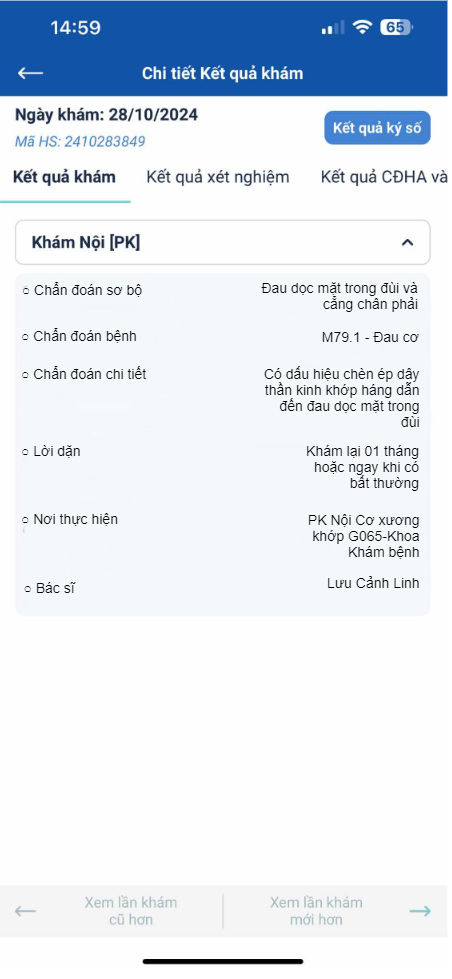 14:59
65
Chi tiết Kết quả khám
Ngày khám: 28/10/2024
Mã HS: 2410283849
Kết quả ký số
Kết quả khám
Kết quả xét nghiệm
Kết quả CĐHA và
Khám Nội [PK]
Chẩn đoán sơ bộ
Đau dọc mặt trong đùi và
cẳng chân phải
Chẩn đoán bệnh
M79.1 - Đau cơ
Chẩn đoán chi tiết
Có dấu hiệu chèn ép dây
thần kinh khớp háng dẫn
đến đau dọc mặt trong
đùi
Lời dặn
Khám lại 01 tháng
hoặc ngay khi có
bất thường
Nơi thực hiện
PK Nội Cơ xương
khớp G065-Khoa
Khám bệnh
Bác sĩ
Lưu Cảnh Linh
Xem lần khám
cũ hơn
Xem lần khám
mới hơn